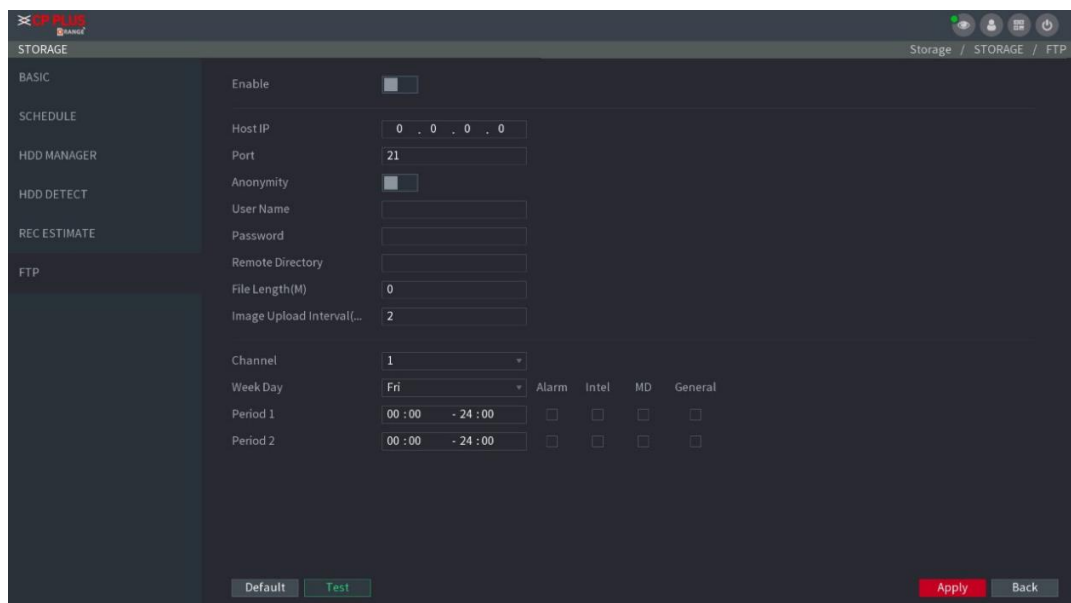 CP PLUS
ORANGE
STORAGE
Storage / STORAGE / FTP
BASIC
SCHEDULE
HDD MANAGER
HDD DETECT
REC ESTIMATE
FTP
Enable
Host IP 0 . 0 . 0 . 0
Port 21
Anonymity
User Name
Password
Remote Directory
File Length(M) 0
Image Upload Interval(... 2
Channel 1
Week Day Fri Alarm Intel MD General
Period 1 00 : 00 - 24 : 00
Period 2 00 : 00 - 24 : 00
Default Test Apply Back